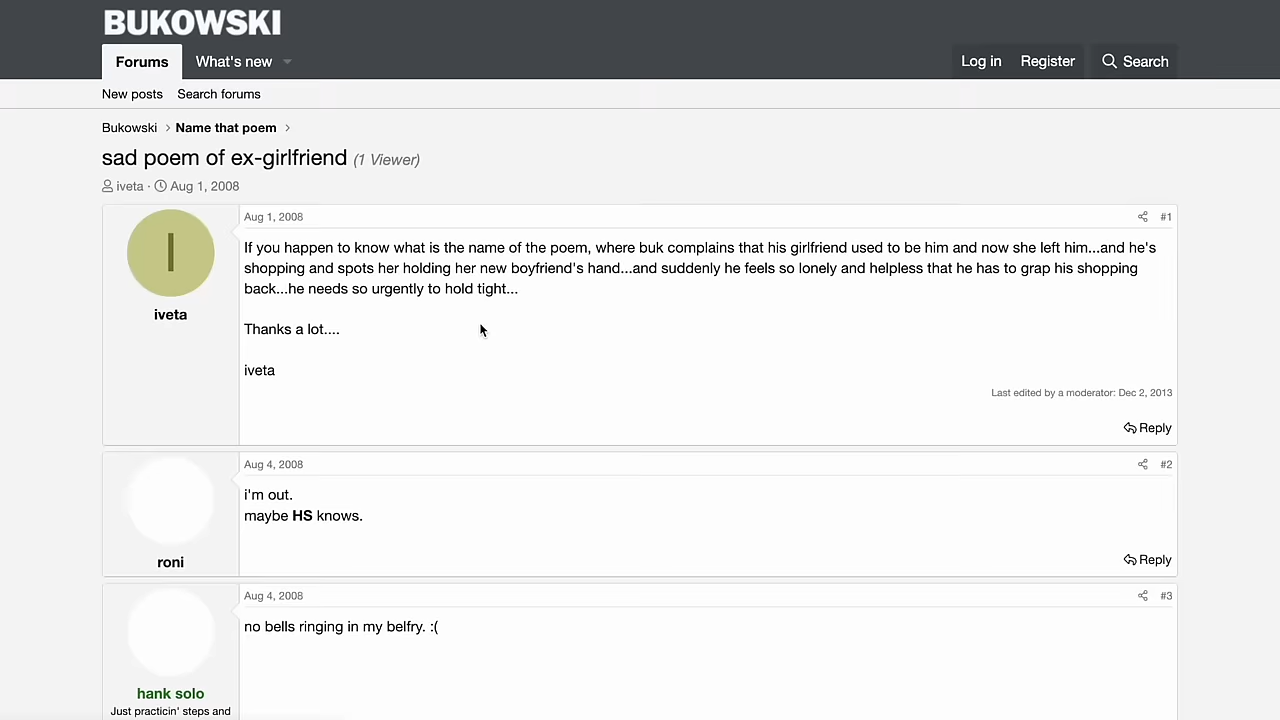 BUKOWSKI
Forums What's new Log in Register Search
New posts Search forums
Bukowski Name that poem
sad poem of ex-girlfriend (1 Viewer)
iveta · Aug 1, 2008
Aug 1, 2008 #1
I
iveta
If you happen to know what is the name of the poem, where buk complains that his girlfriend used to be him and now she left him...and he's
shopping and spots her holding her new boyfriend's hand...and suddenly he feels so lonely and helpless that he has to grap his shopping
back...he needs so urgently to hold tight...
Thanks a lot....
iveta
Last edited by a moderator: Dec 2, 2013
Reply
Aug 4, 2008 #2
roni
i'm out.
maybe HS knows.
Reply
Aug 4, 2008 #3
hank solo
Just practicin' steps and
no bells ringing in my belfry. :(